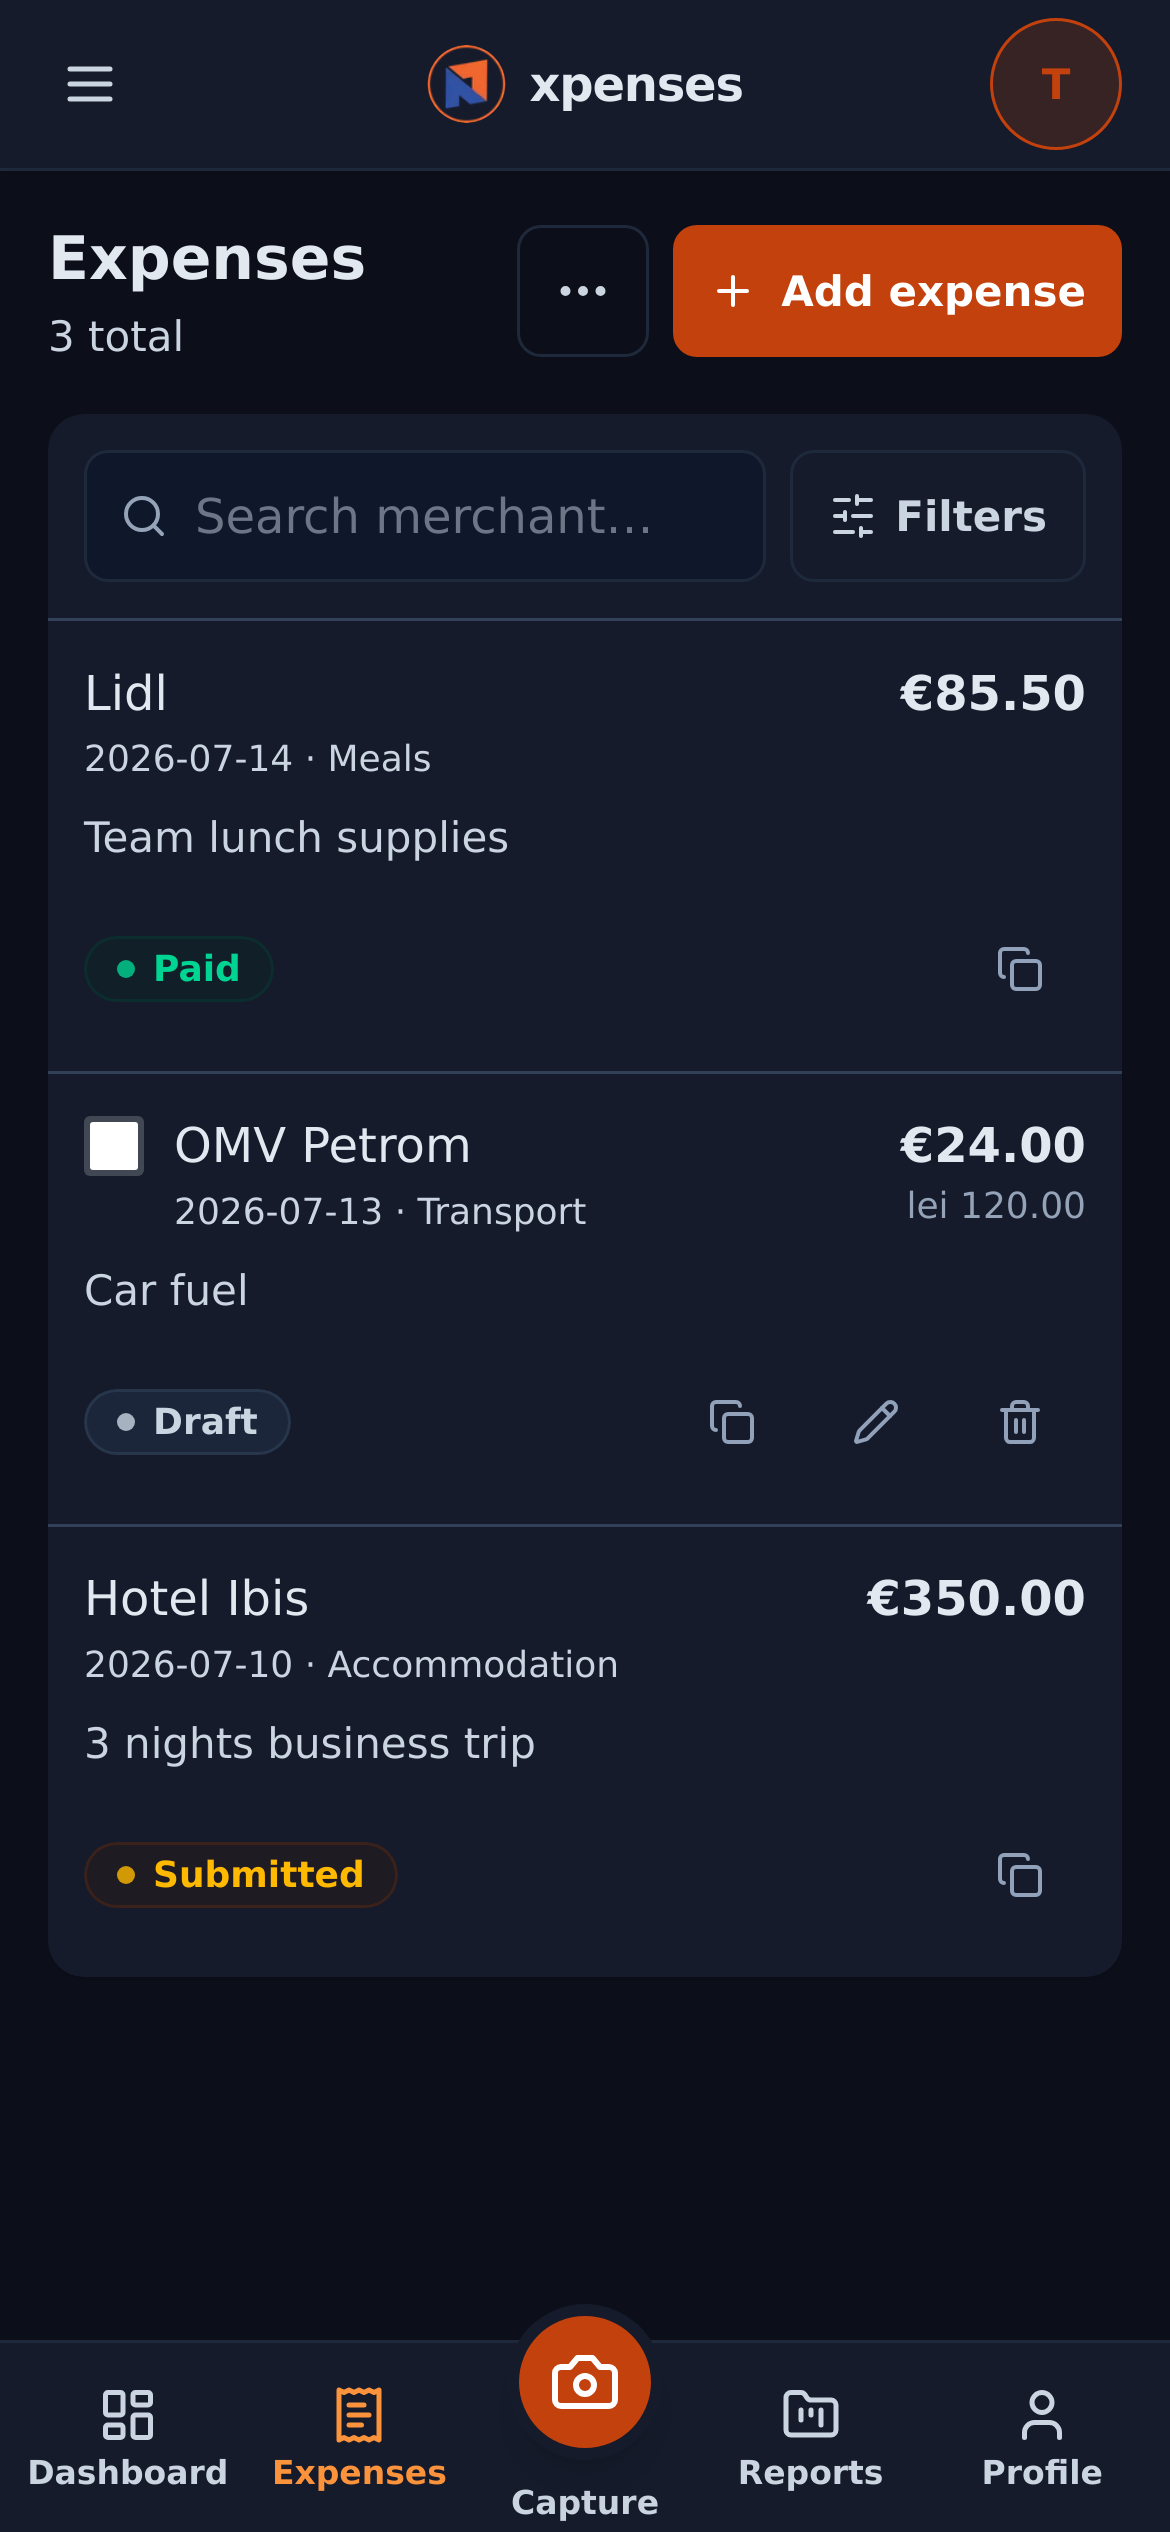 xpenses
T
Expenses
3 total
Add expense
Search merchant...
Filters
Lidl
€85.50
2026-07-14 · Meals
Team lunch supplies
Paid
OMV Petrom
€24.00
2026-07-13 · Transport
lei 120.00
Car fuel
Draft
Hotel Ibis
€350.00
2026-07-10 · Accommodation
3 nights business trip
Submitted
Dashboard
Expenses
Capture
Reports
Profile